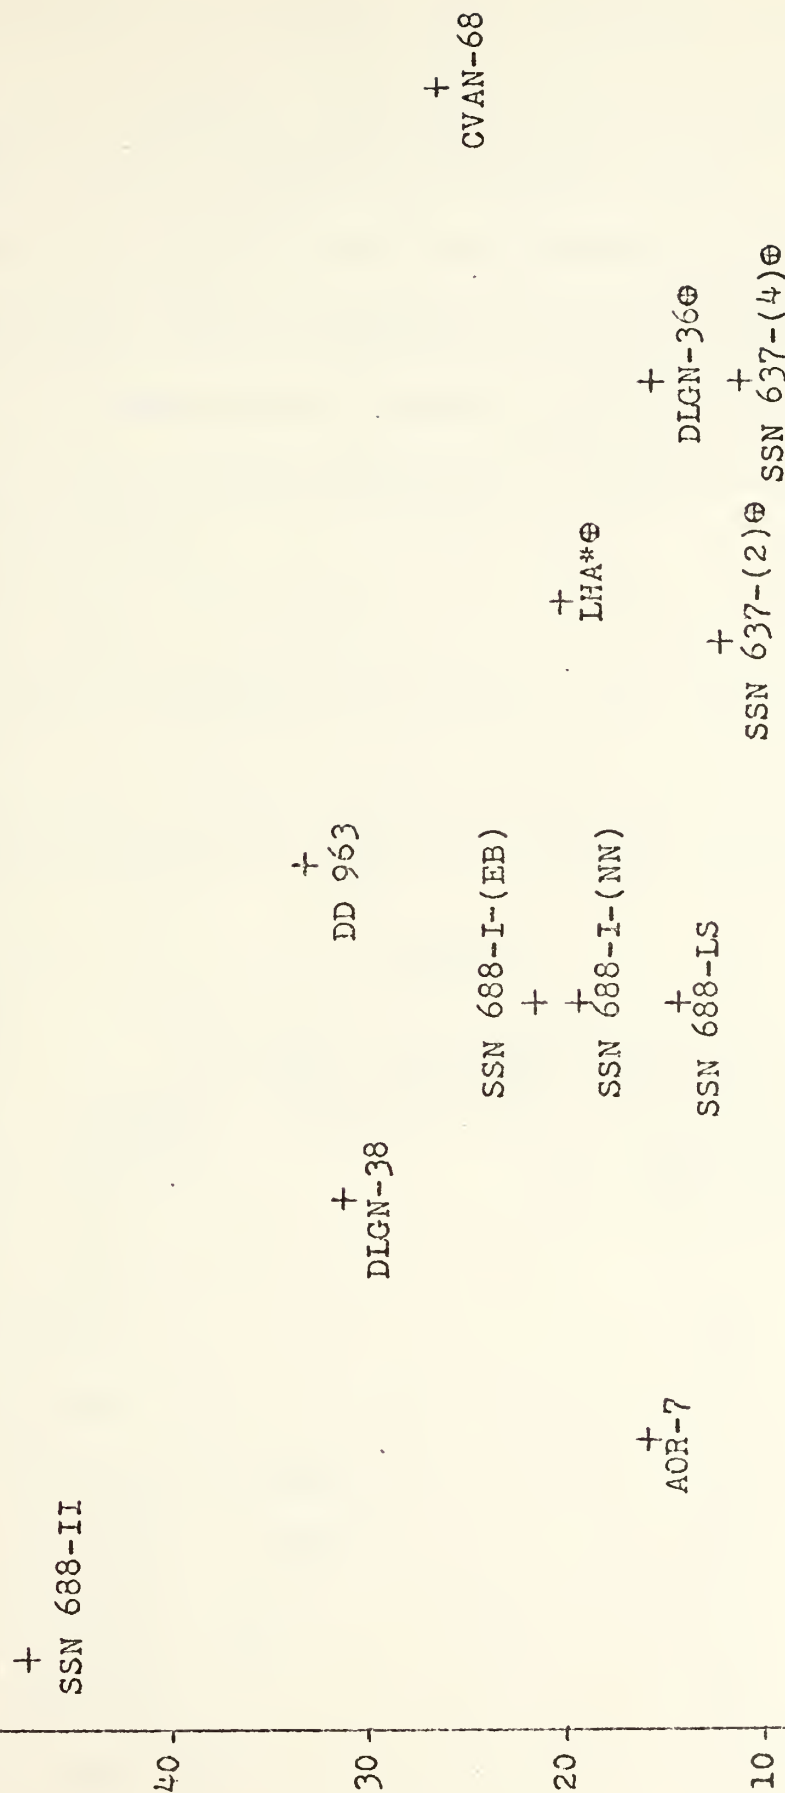 40
30
20
10
SSN 688-II
AOR-7
DLGN-38
SSN 688-I-(EB)
SSN 688-I-(NN)
SSN 688-LS
DD 963
LHA*⊕
SSN 637-(2)⊕
DLGN-36⊕
SSN 637-(4)⊕
CVAN-68